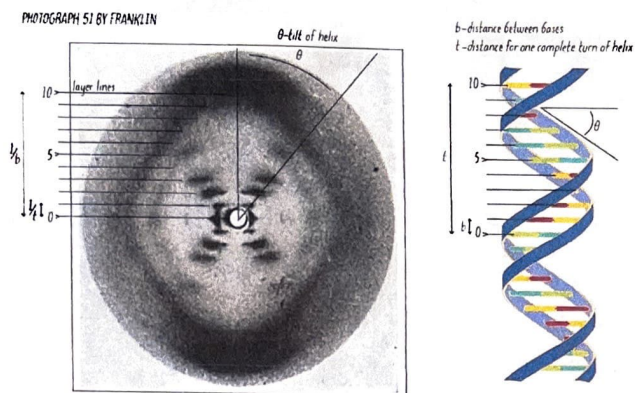 PHOTOGRAPH 51 BY FRANKLIN
θ-tilt of helix
θ
layer lines
10
5
0
1/b
1/t
b-distance between bases
t-distance for one complete turn of helix
10
θ
5
t
b
0